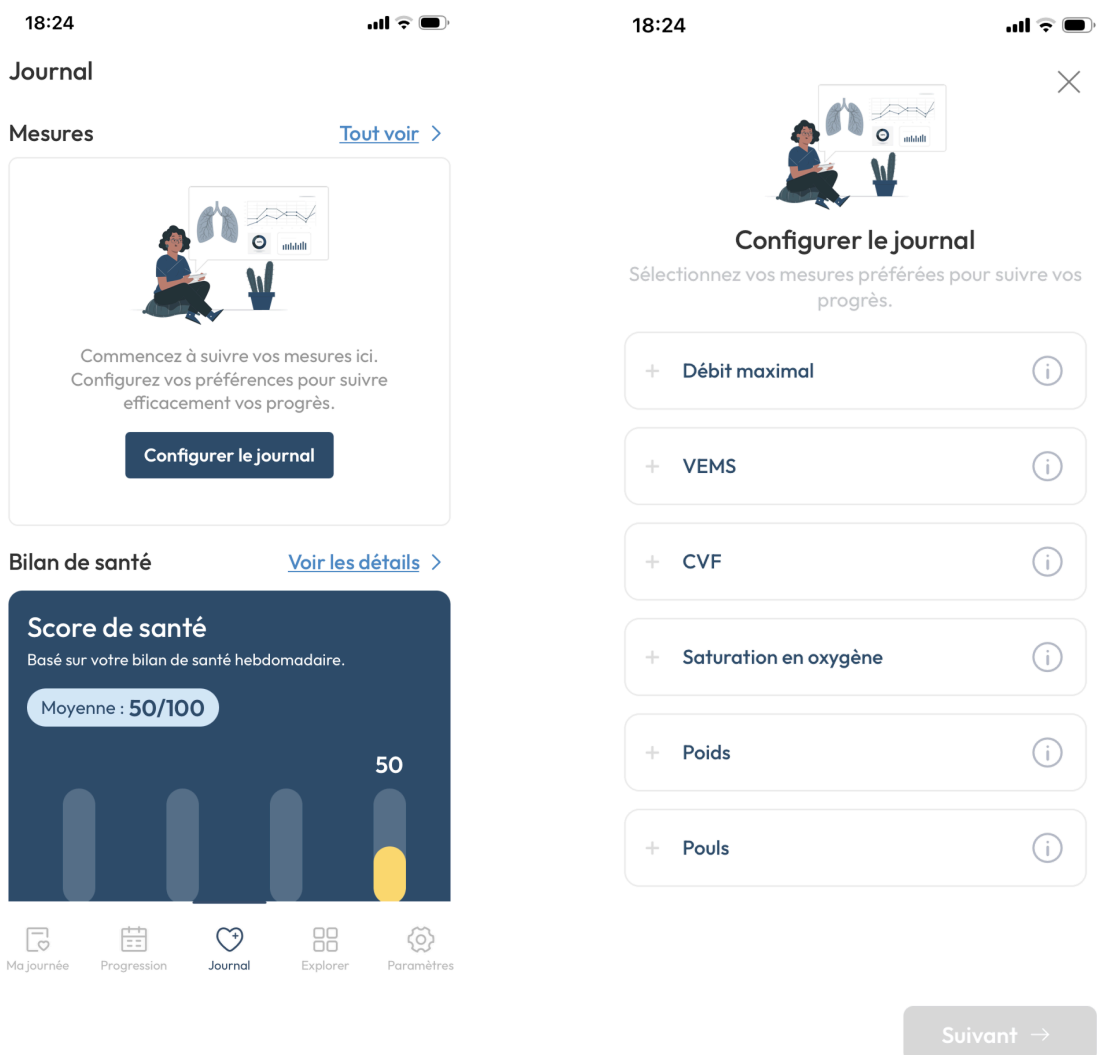 18:24
Journal
Mesures
Tout voir
Commencez à suivre vos mesures ici.
Configurez vos préférences pour suivre
efficacement vos progrès.
Configurer le journal
Bilan de santé
Voir les détails
Score de santé
Basé sur votre bilan de santé hebdomadaire.
Moyenne : 50/100
50
Ma journée
Progression
Journal
Explorer
Paramètres
18:24
Configurer le journal
Sélectionnez vos mesures préférées pour suivre vos
progrès.
Débit maximal
VEMS
CVF
Saturation en oxygène
Poids
Pouls
Suivant